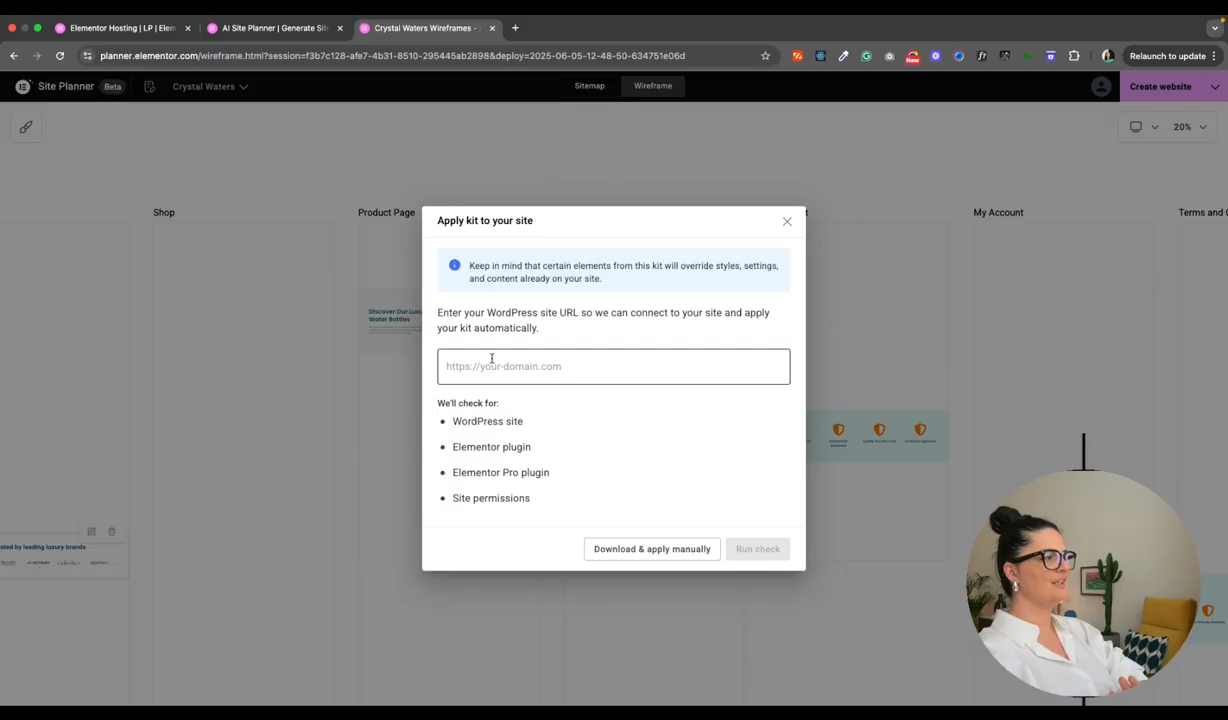 Elementor Hosting | LP | Elem
AI Site Planner | Generate Site
Crystal Waters Wireframes -
planner.elementor.com/wireframe.html?session=f3b7c128-afe7-4b31-8510-295445ab2898&deploy=2025-06-05-12-48-50-634751e06d
New
Relaunch to update
Site Planner
Beta
Crystal Waters
Sitemap
Wireframe
Create website
20%
Shop
Product Page
My Account
Terms and C
Apply kit to your site
Keep in mind that certain elements from this kit will override styles, settings,
and content already on your site.
Enter your WordPress site URL so we can connect to your site and apply
your kit automatically.
https://your-domain.com
We'll check for:
WordPress site
Elementor plugin
Elementor Pro plugin
Site permissions
Download & apply manually
Run check
Discover Our Lux
Water Bottles
sted by leading luxury brands